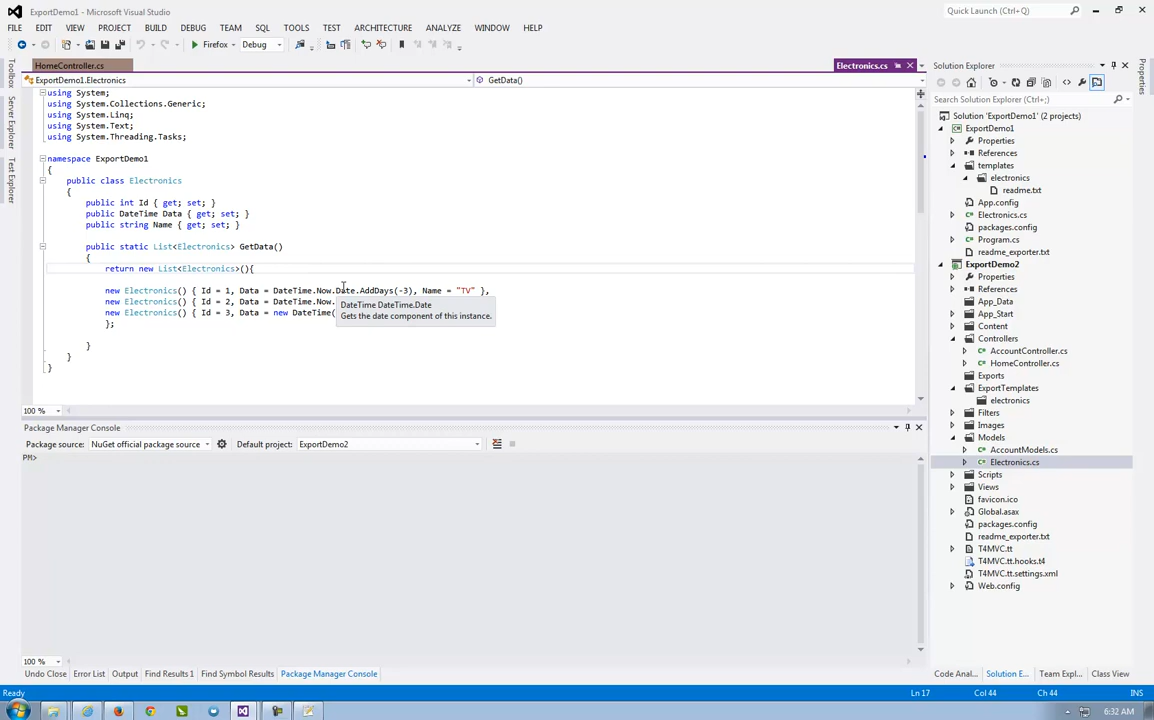 ExportDemo1 - Microsoft Visual Studio
Quick Launch (Ctrl+Q)
FILE EDIT VIEW PROJECT BUILD DEBUG TEAM SQL TOOLS TEST ARCHITECTURE ANALYZE WINDOW HELP
Firefox Debug
HomeController.cs
Electronics.cs
ExportDemo1.Electronics
GetData()
using System;
using System.Collections.Generic;
using System.Linq;
using System.Text;
using System.Threading.Tasks;
namespace ExportDemo1
{
public class Electronics
{
public int Id { get; set; }
public DateTime Data { get; set; }
public string Name { get; set; }
public static List<Electronics> GetData()
{
return new List<Electronics>(){
new Electronics() { Id = 1, Data = DateTime.Now.Date.AddDays(-3), Name = "TV" },
new Electronics() { Id = 2, Data = DateTime.Now.
new Electronics() { Id = 3, Data = new DateTime(
};
}
}
}
DateTime DateTime.Date
Gets the date component of this instance.
100 %
Toolbox
Server Explorer
Test Explorer
Package Manager Console
Package source: NuGet official package source Default project: ExportDemo2
PM>
100 %
Undo Close Error List Output Find Results 1 Find Symbol Results Package Manager Console
Solution Explorer
Search Solution Explorer (Ctrl+;)
Solution 'ExportDemo1' (2 projects)
ExportDemo1
Properties
References
templates
electronics
readme.txt
App.config
Electronics.cs
packages.config
Program.cs
readme_exporter.txt
ExportDemo2
Properties
References
App_Data
App_Start
Content
Controllers
AccountController.cs
HomeController.cs
Exports
ExportTemplates
electronics
Filters
Images
Models
AccountModels.cs
Electronics.cs
Scripts
Views
favicon.ico
Global.asax
packages.config
readme_exporter.txt
T4MVC.tt
T4MVC.tt.hooks.t4
T4MVC.tt.settings.xml
Web.config
Code Anal... Solution E... Team Expl... Class View
Properties
Ready
Ln 17 Col 44 Ch 44 INS
6:32 AM